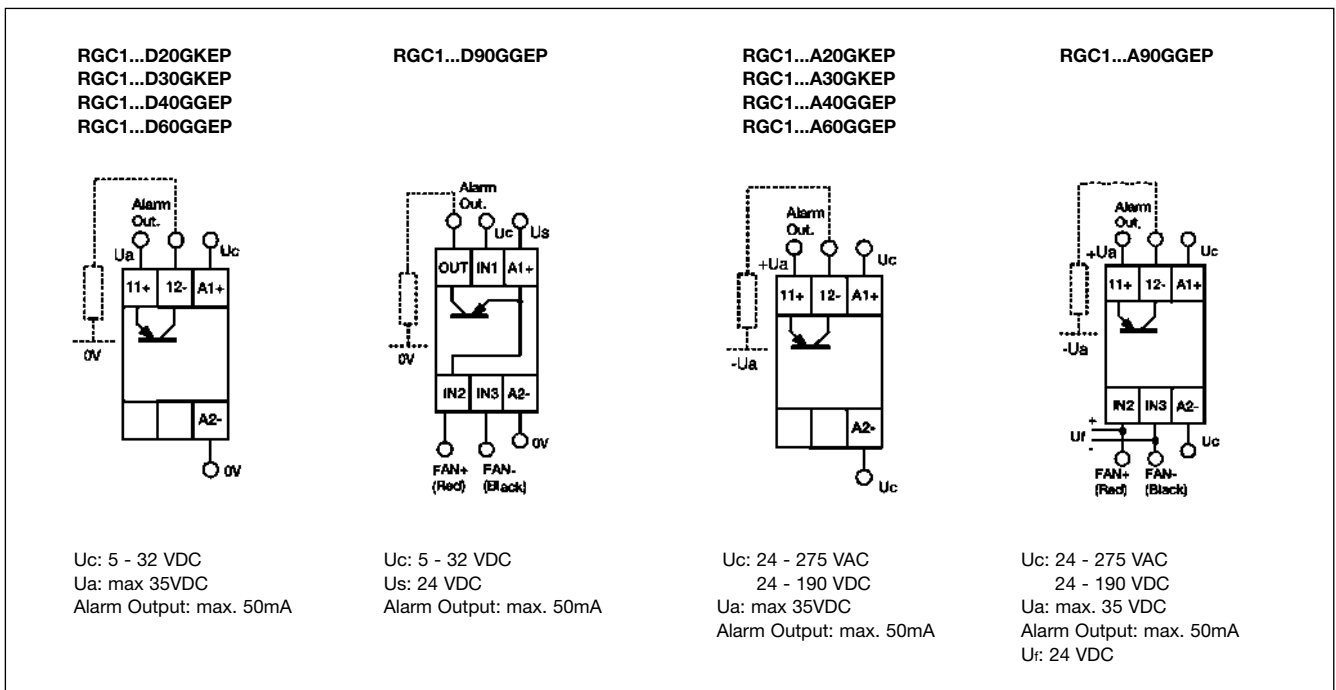 RGC1...D20GKEP
RGC1...D30GKEP
RGC1...D40GGEP
RGC1...D60GGEP
Alarm
Out.
Ua
Uc
11+ 12- A1+
0V
A2-
0V
Uc: 5 - 32 VDC
Ua: max 35VDC
Alarm Output: max. 50mA
RGC1...D90GGEP
Alarm
Out.
Uc Us
OUT IN1 A1+
0V
IN2 IN3 A2-
0V
FAN+ FAN-
(Red) (Black)
Uc: 5 - 32 VDC
Us: 24 VDC
Alarm Output: max. 50mA
RGC1...A20GKEP
RGC1...A30GKEP
RGC1...A40GGEP
RGC1...A60GGEP
Alarm
Out.
+Ua
Uc
11+ 12- A1+
-Ua
A2-
Uc
Uc: 24 - 275 VAC
24 - 190 VDC
Ua: max 35VDC
Alarm Output: max. 50mA
RGC1...A90GGEP
Alarm
Out.
+Ua
Uc
11+ 12- A1+
-Ua
IN2 IN3 A2-
+
Uf
-
Uc
FAN+ FAN-
(Red) (Black)
Uc: 24 - 275 VAC
24 - 190 VDC
Ua: max. 35 VDC
Alarm Output: max. 50mA
Uf: 24 VDC